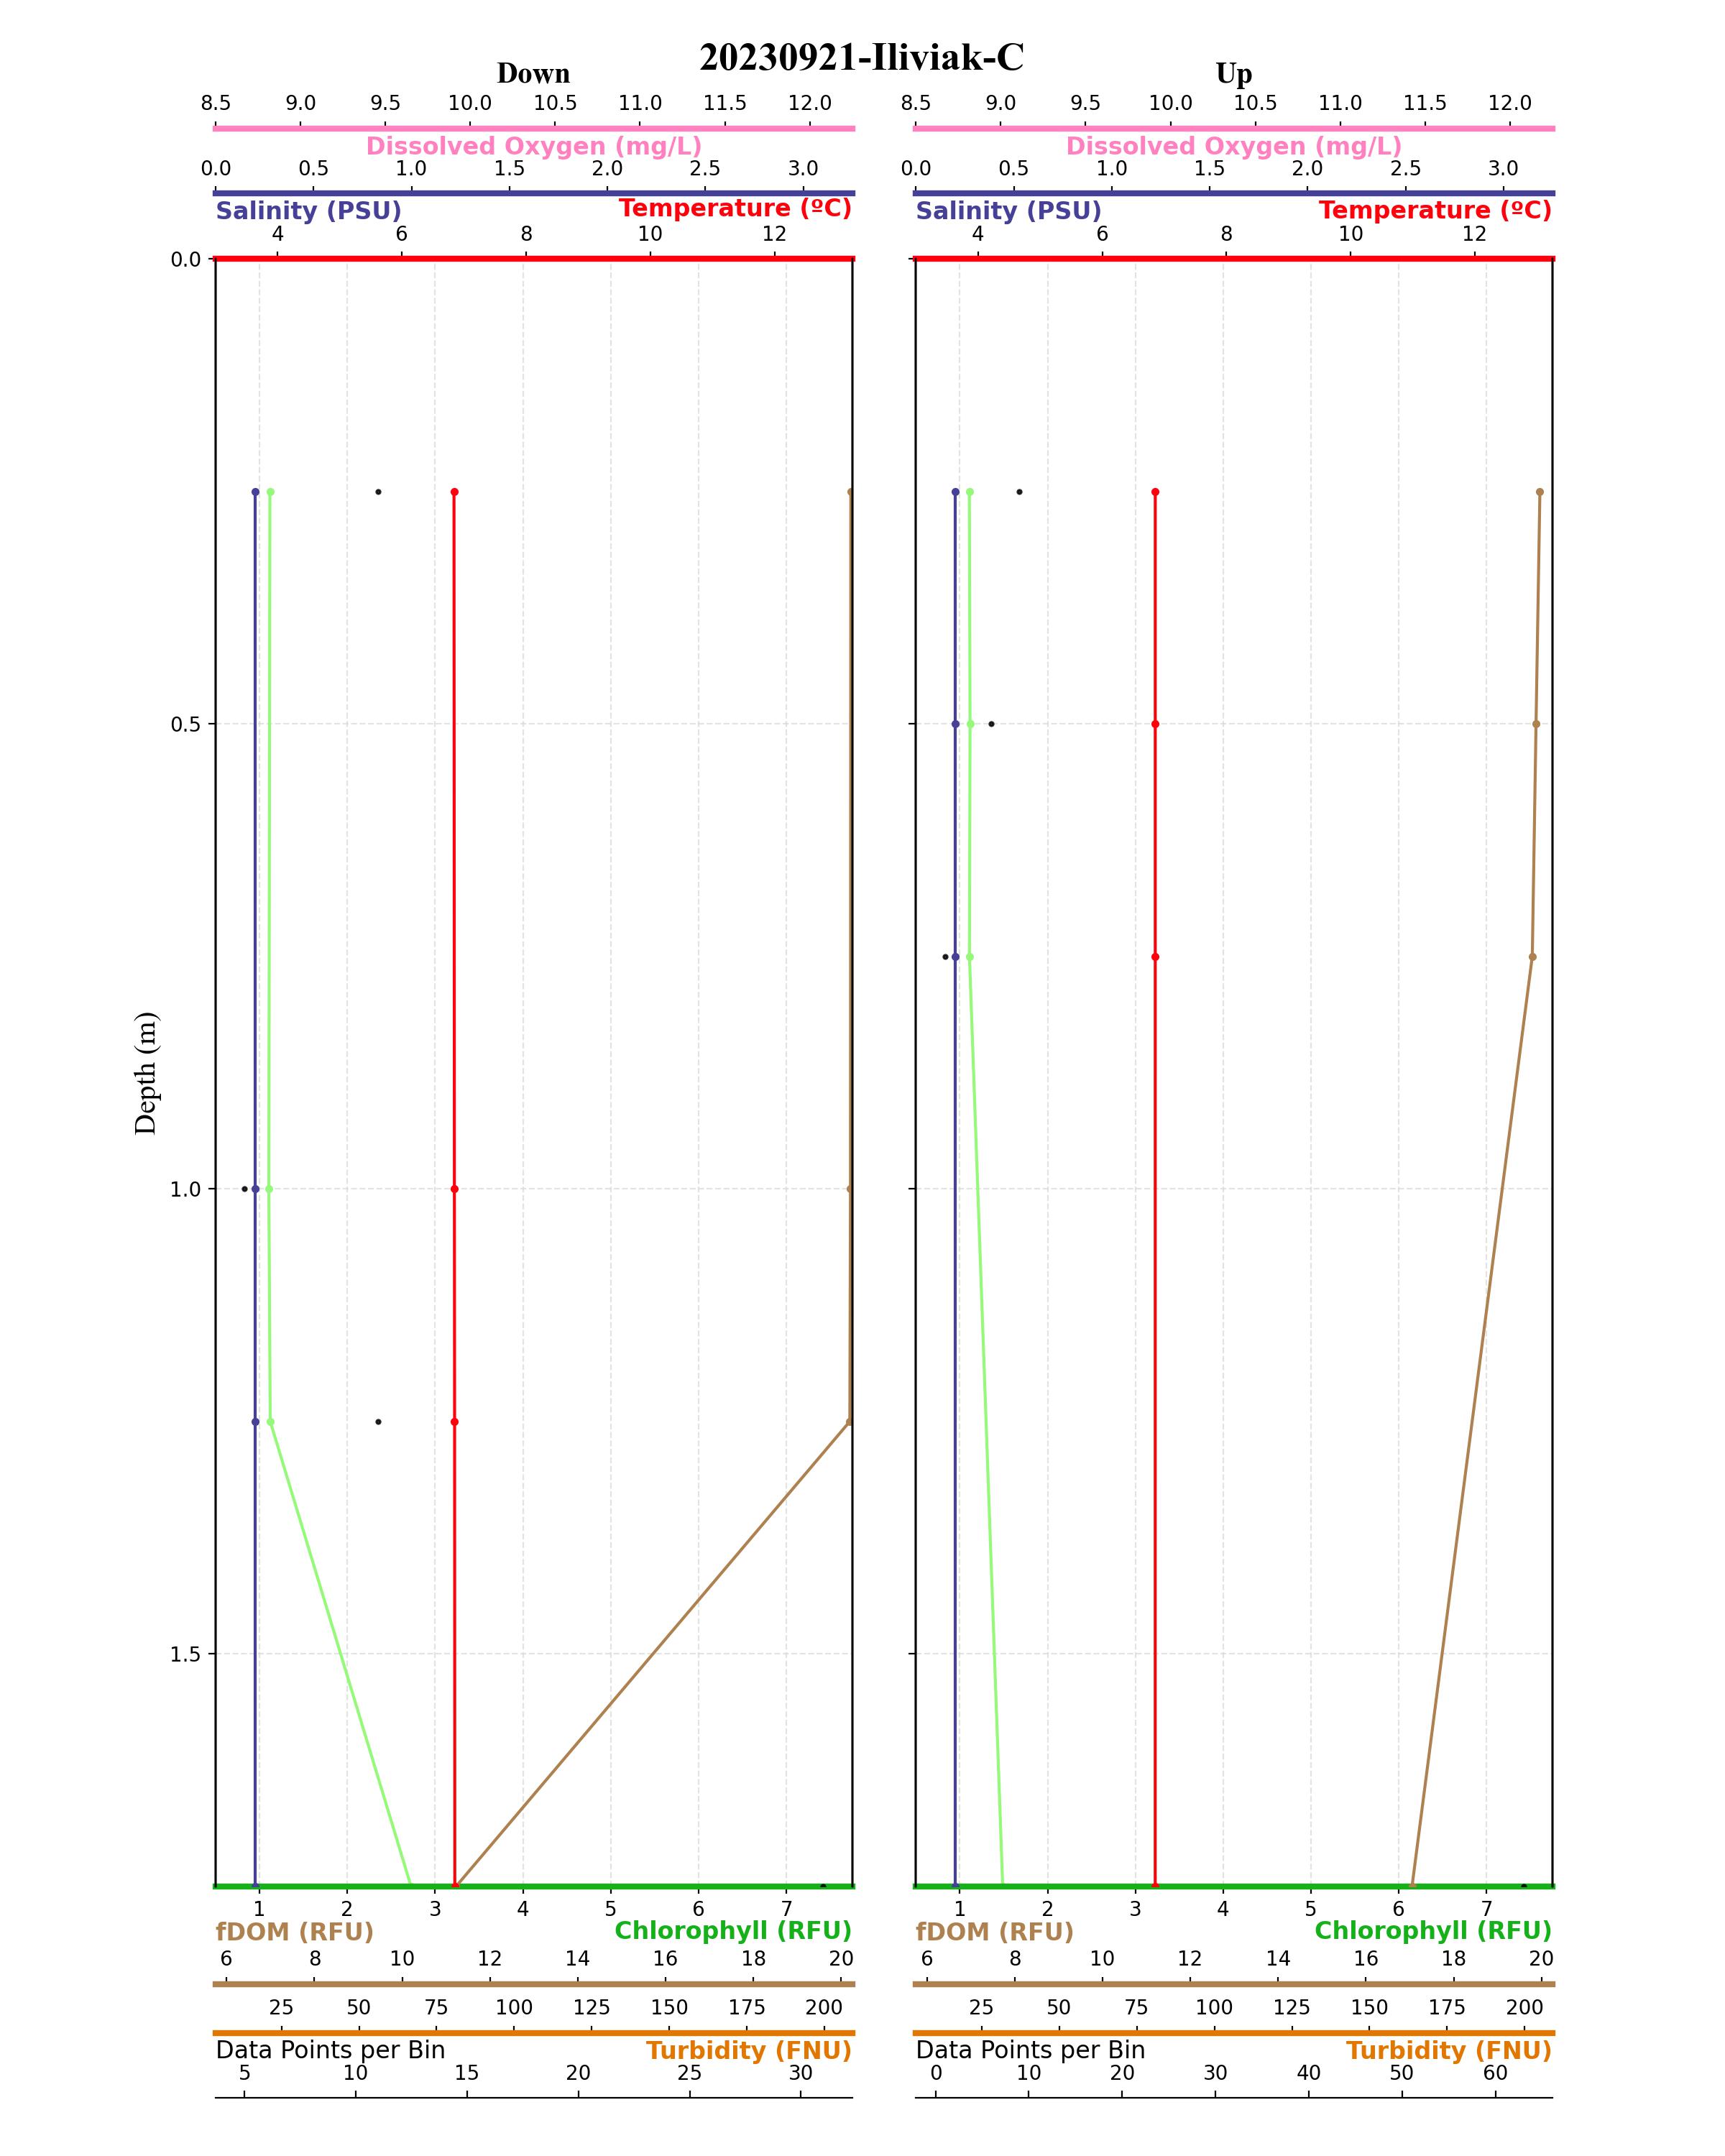 20230921-Iliviak-C
Down Up
8.5 9.0 9.5 10.0 10.5 11.0 11.5 12.0 8.5 9.0 9.5 10.0 10.5 11.0 11.5 12.0
Dissolved Oxygen (mg/L) Dissolved Oxygen (mg/L)
0.0 0.5 1.0 1.5 2.0 2.5 3.0 0.0 0.5 1.0 1.5 2.0 2.5 3.0
Salinity (PSU) Temperature (ºC) Salinity (PSU) Temperature (ºC)
4 6 8 10 12 4 6 8 10 12
0.0
0.5
1.0
1.5
Depth (m)
1 2 3 4 5 6 7 1 2 3 4 5 6 7
fDOM (RFU) Chlorophyll (RFU) fDOM (RFU) Chlorophyll (RFU)
6 8 10 12 14 16 18 20 6 8 10 12 14 16 18 20
25 50 75 100 125 150 175 200 25 50 75 100 125 150 175 200
Data Points per Bin Turbidity (FNU) Data Points per Bin Turbidity (FNU)
5 10 15 20 25 30 0 10 20 30 40 50 60